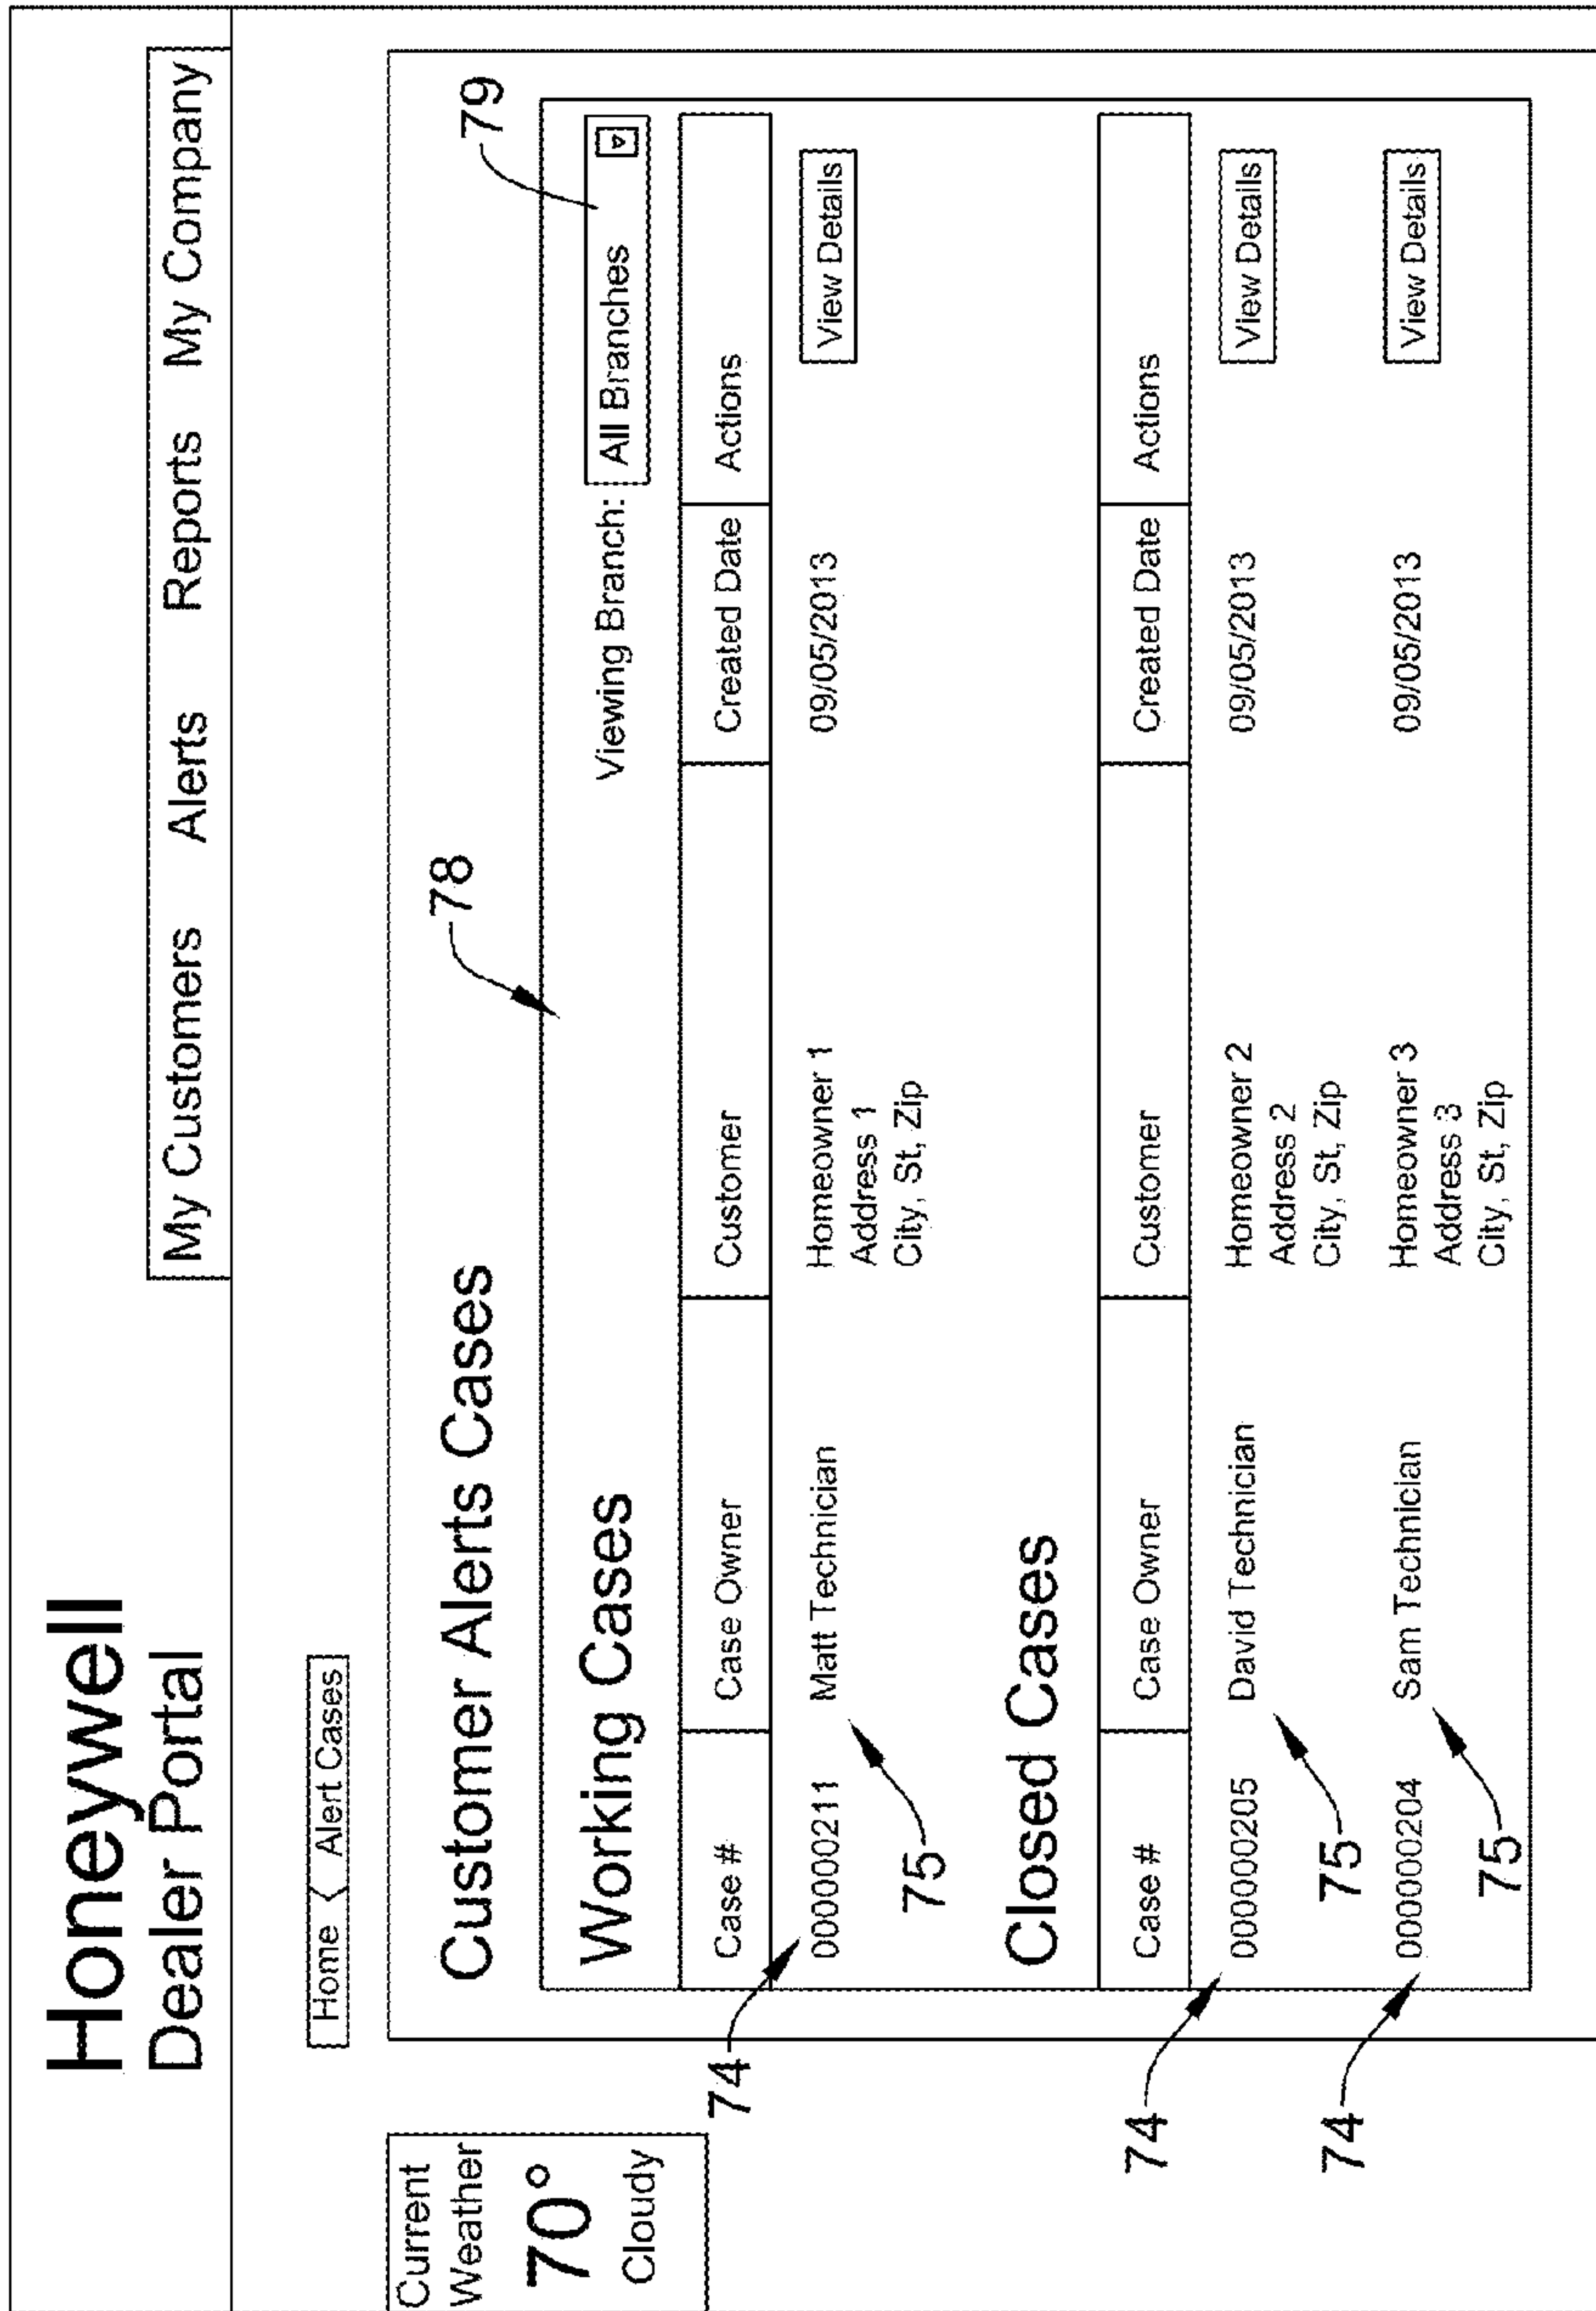 Honeywell
Dealer Portal
My Customers Alerts Reports My Company
Home Alert Cases
Current
Weather
70°
Cloudy
Customer Alerts Cases
78
79
Working Cases
Viewing Branch: All Branches
Case # Case Owner Customer Created Date Actions
74
000000211 Matt Technician Homeowner 1 09/05/2013 View Details
Address 1
City, St, Zip
75
Closed Cases
Case # Case Owner Customer Created Date Actions
74
000000205 David Technician Homeowner 2 09/05/2013 View Details
Address 2
City, St, Zip
75
74
000000204 Sam Technician Homeowner 3 09/05/2013 View Details
Address 3
City, St, Zip
75